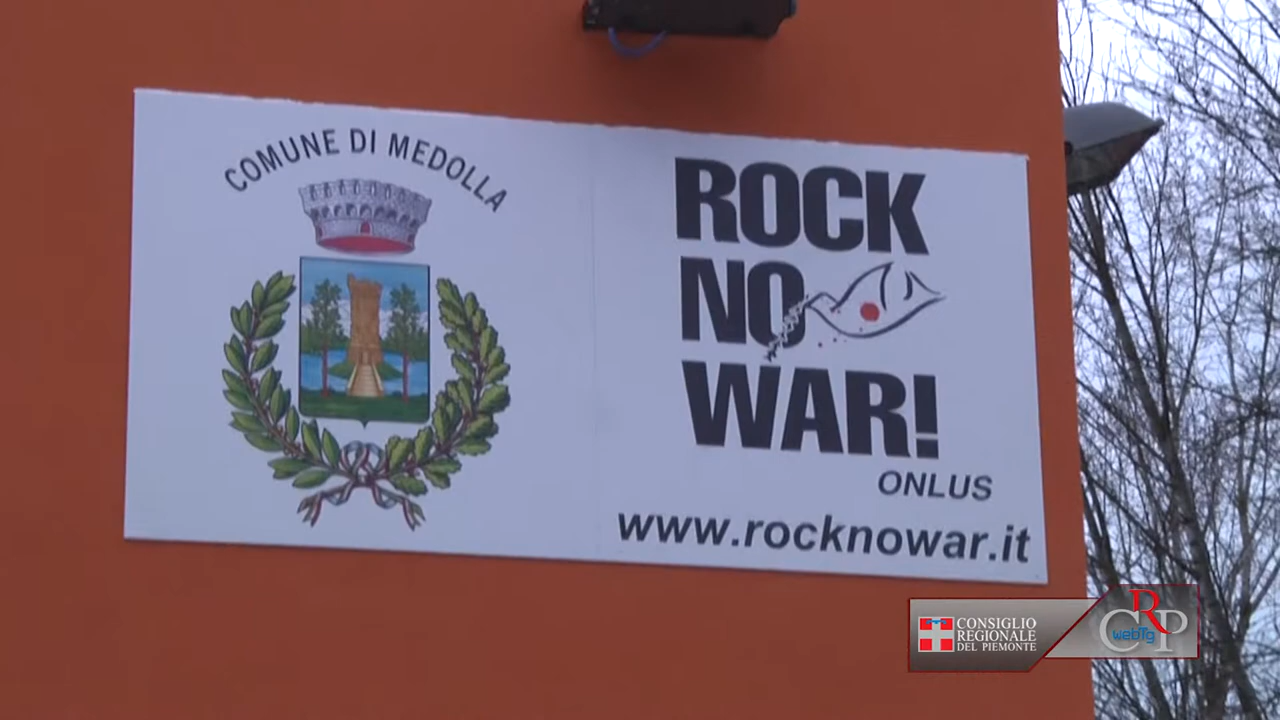 COMUNE DI MEDOLLA
ROCK
NO
WAR!
ONLUS
www.rocknowar.it
CONSIGLIO
REGIONALE
DEL PIEMONTE
CRP
webTg